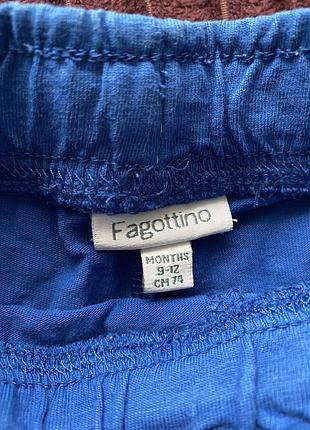 Fagottino
MONTHS
9-12
CM 74